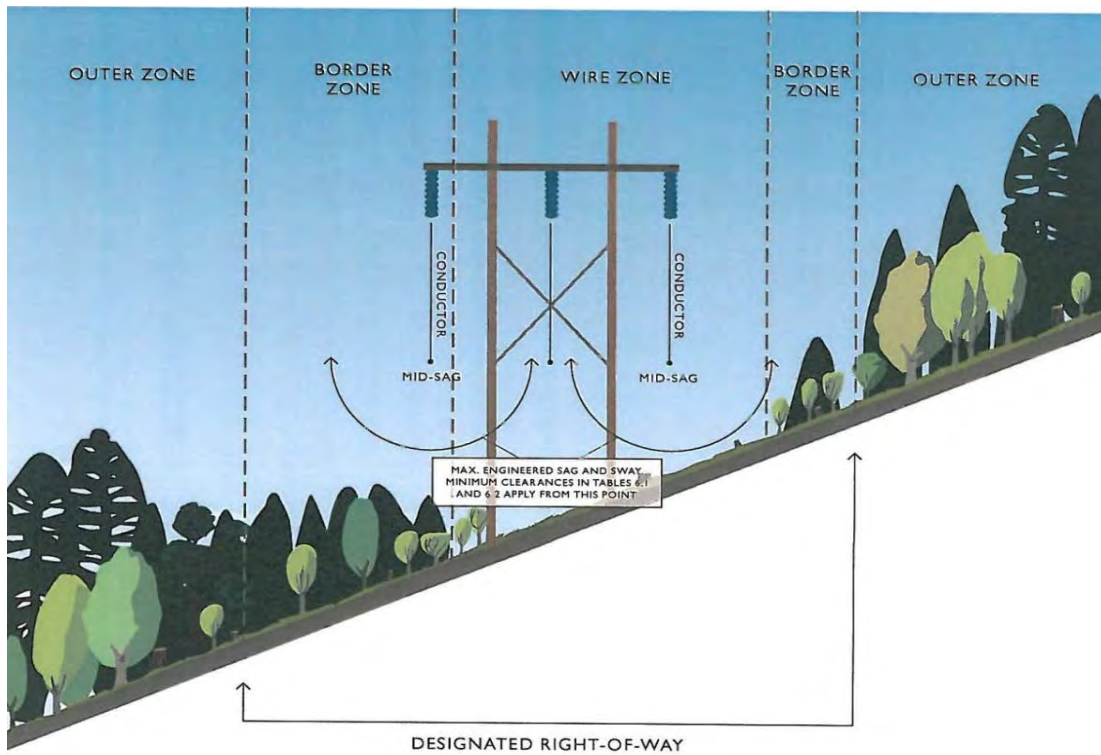 OUTER ZONE
BORDER
ZONE
WIRE ZONE
BORDER
ZONE
OUTER ZONE
CONDUCTOR
CONDUCTOR
MID-SAG
MID-SAG
MAX. ENGINEERED SAG AND SWAY
MINIMUM CLEARANCES IN TABLES 6.1
AND 6.2 APPLY FROM THIS POINT
DESIGNATED RIGHT-OF-WAY